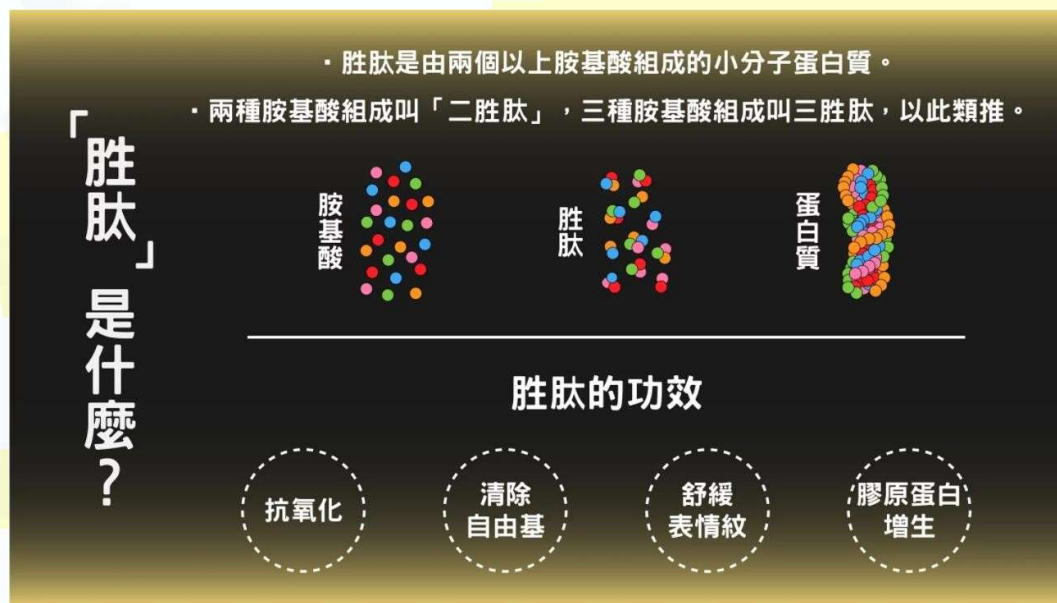 「胜肽」是什麼？
▪胜肽是由兩個以上胺基酸組成的小分子蛋白質。
▪兩種胺基酸組成叫「二胜肽」，三種胺基酸組成叫三胜肽，以此類推。
胺基酸
胜肽
蛋白質
胜肽的功效
抗氧化
清除
自由基
舒緩
表情紋
膠原蛋白
增生